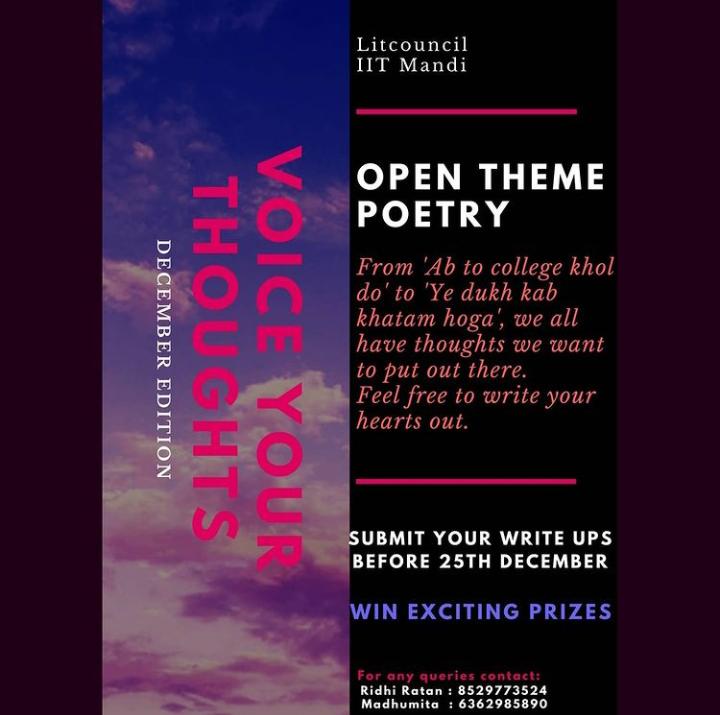 Litcouncil
IIT Mandi
VOICE YOUR
THOUGHTS
DECEMBER EDITION
OPEN THEME
POETRY
From 'Ab to college khol
do' to 'Ye dukh kab
khatam hoga', we all
have thoughts we want
to put out there.
Feel free to write your
hearts out.
SUBMIT YOUR WRITE UPS
BEFORE 25TH DECEMBER
WIN EXCITING PRIZES
For any queries contact:
Ridhi Ratan : 8529773524
Madhumita : 6362985890